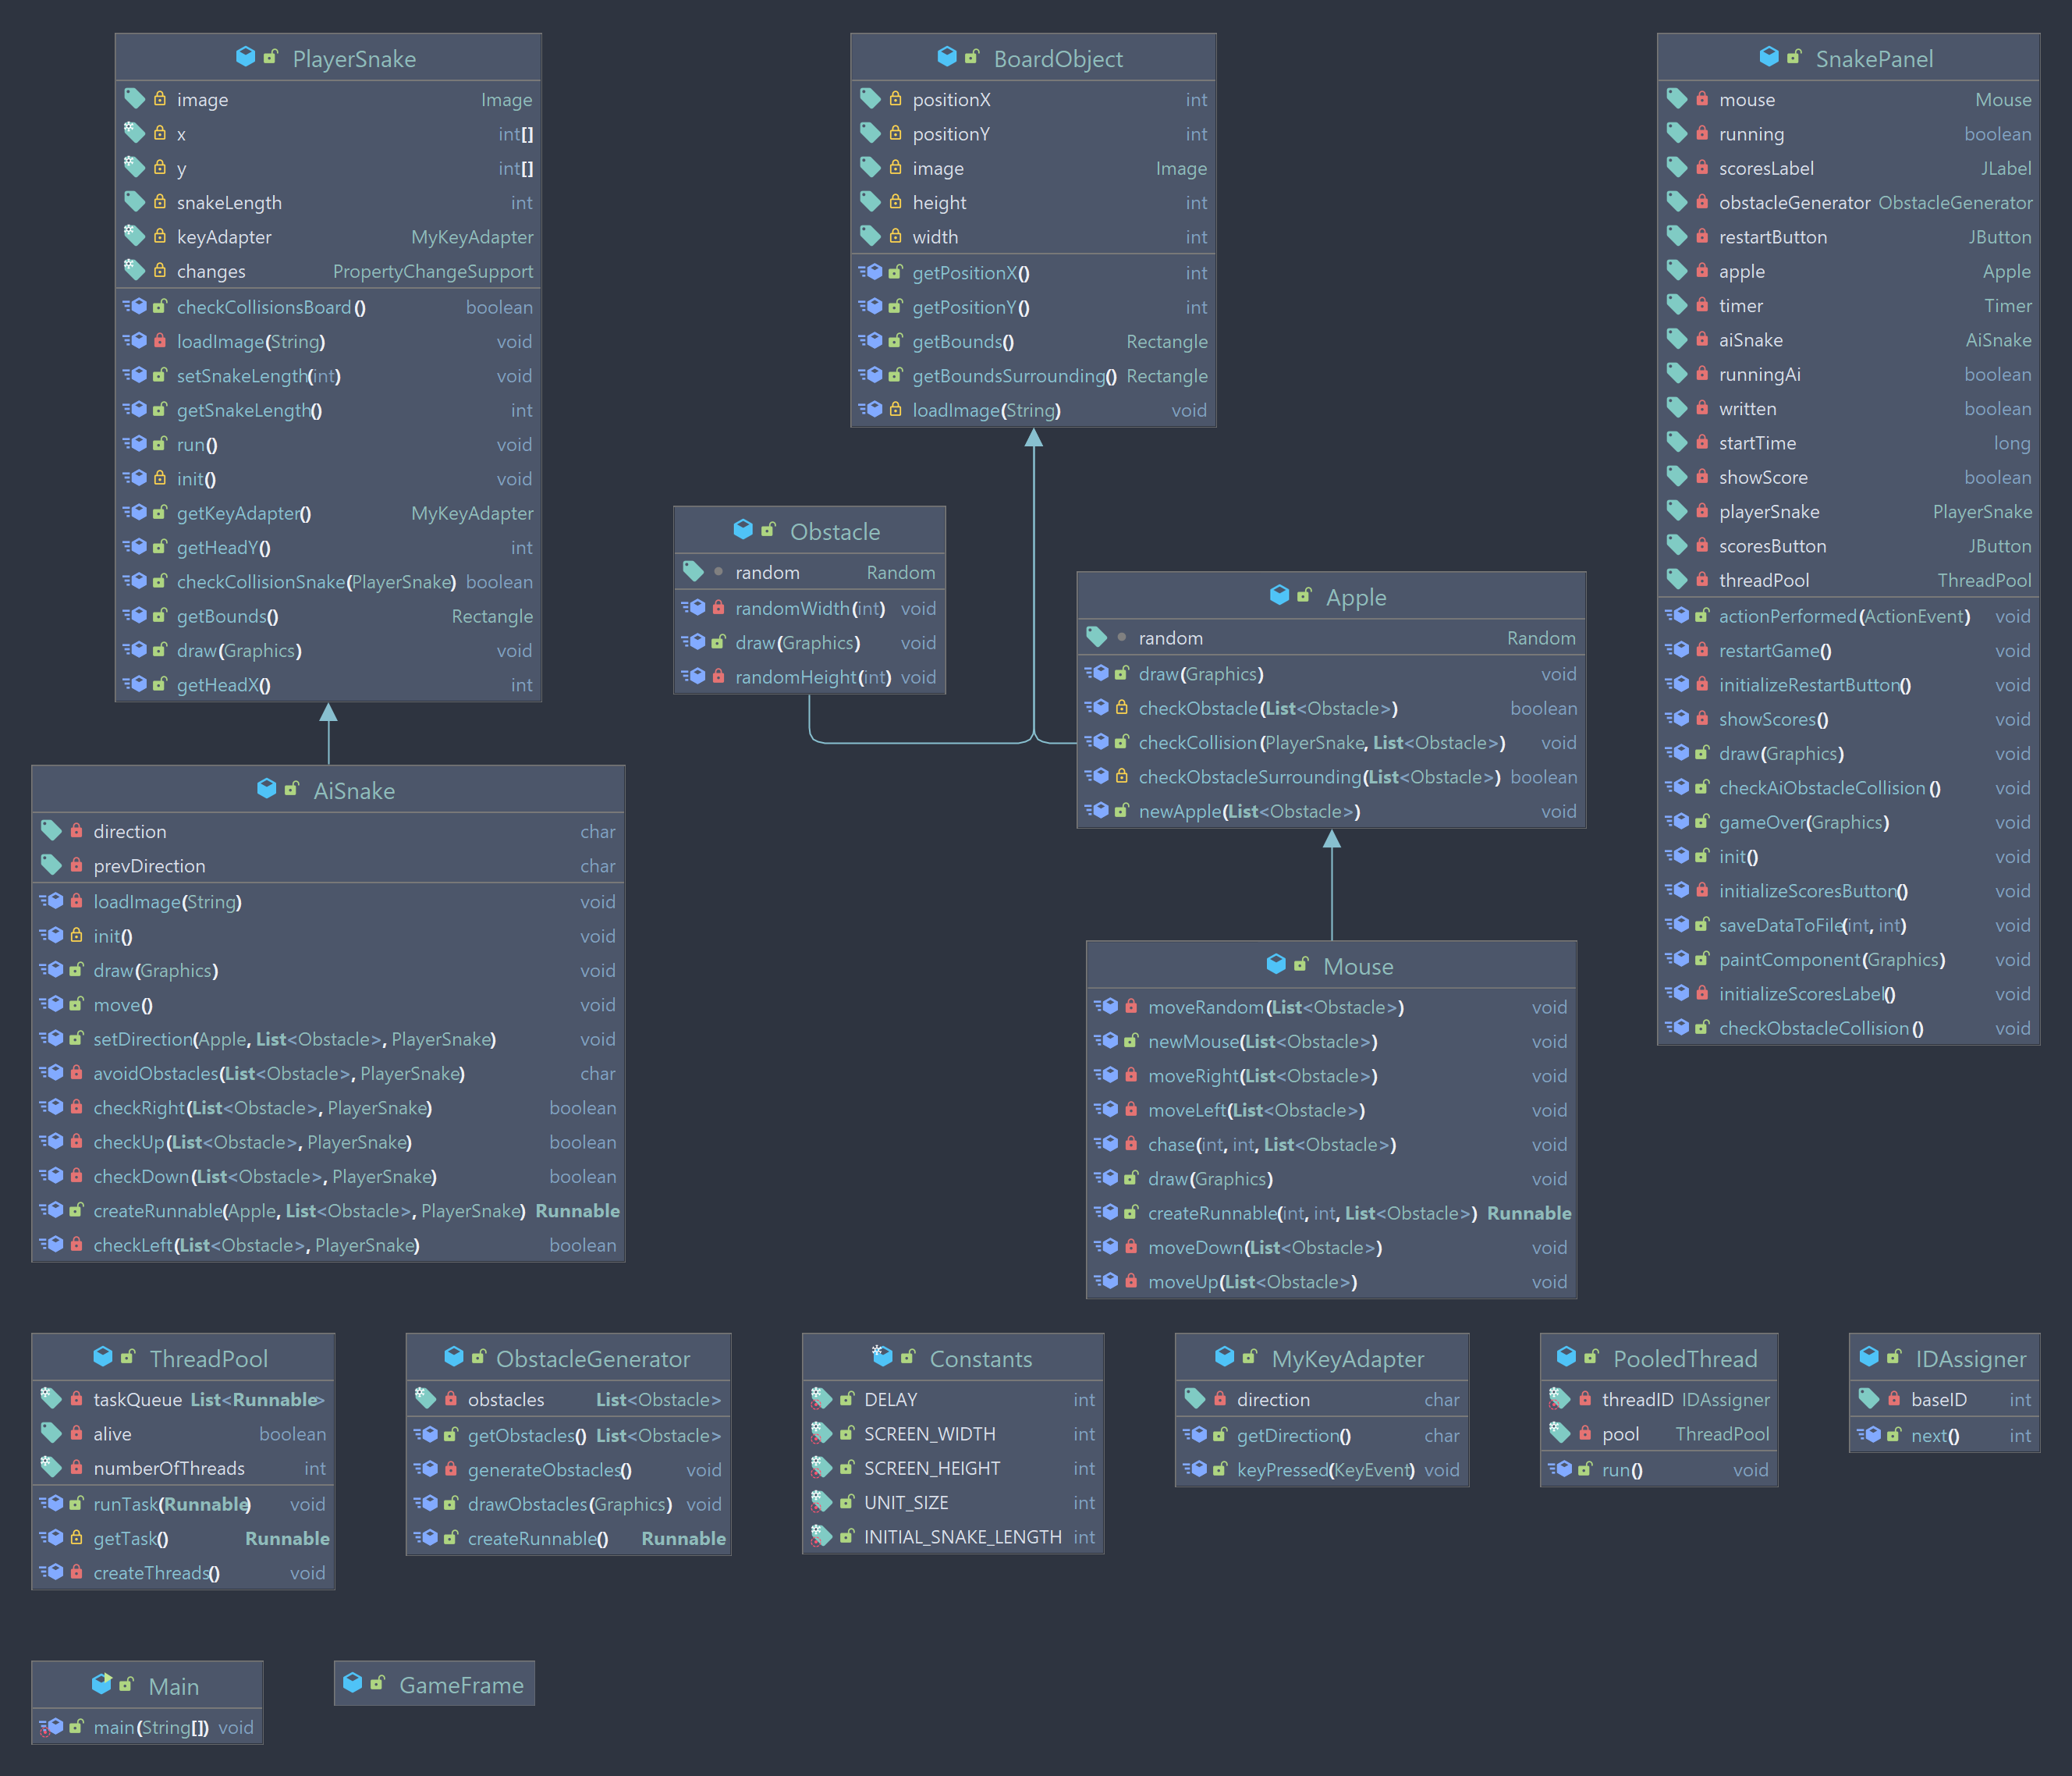 PlayerSnake
image Image
x int[]
y int[]
snakeLength int
keyAdapter MyKeyAdapter
changes PropertyChangeSupport
checkCollisionsBoard() boolean
loadImage(String) void
setSnakeLength(int) void
getSnakeLength() int
run() void
init() void
getKeyAdapter() MyKeyAdapter
getHeadY() int
checkCollisionSnake(PlayerSnake) boolean
getBounds() Rectangle
draw(Graphics) void
getHeadX() int
BoardObject
positionX int
positionY int
image Image
height int
width int
getPositionX() int
getPositionY() int
getBounds() Rectangle
getBoundsSurrounding() Rectangle
loadImage(String) void
SnakePanel
mouse Mouse
running boolean
scoresLabel JLabel
obstacleGenerator ObstacleGenerator
restartButton JButton
apple Apple
timer Timer
aiSnake AiSnake
runningAi boolean
written boolean
startTime long
showScore boolean
playerSnake PlayerSnake
scoresButton JButton
threadPool ThreadPool
actionPerformed(ActionEvent) void
restartGame() void
initializeRestartButton() void
showScores() void
draw(Graphics) void
checkAiObstacleCollision() void
gameOver(Graphics) void
init() void
initializeScoresButton() void
saveDataToFile(int, int) void
paintComponent(Graphics) void
initializeScoresLabel() void
checkObstacleCollision() void
Obstacle
random Random
randomWidth(int) void
draw(Graphics) void
randomHeight(int) void
Apple
random Random
draw(Graphics) void
checkObstacle(List<Obstacle>) boolean
checkCollision(PlayerSnake, List<Obstacle>) void
checkObstacleSurrounding(List<Obstacle>) boolean
newApple(List<Obstacle>) void
AiSnake
direction char
prevDirection char
loadImage(String) void
init() void
draw(Graphics) void
move() void
setDirection(Apple, List<Obstacle>, PlayerSnake) void
avoidObstacles(List<Obstacle>, PlayerSnake) char
checkRight(List<Obstacle>, PlayerSnake) boolean
checkUp(List<Obstacle>, PlayerSnake) boolean
checkDown(List<Obstacle>, PlayerSnake) boolean
createRunnable(Apple, List<Obstacle>, PlayerSnake) Runnable
checkLeft(List<Obstacle>, PlayerSnake) boolean
Mouse
moveRandom(List<Obstacle>) void
newMouse(List<Obstacle>) void
moveRight(List<Obstacle>) void
moveLeft(List<Obstacle>) void
chase(int, int, List<Obstacle>) void
draw(Graphics) void
createRunnable(int, int, List<Obstacle>) Runnable
moveDown(List<Obstacle>) void
moveUp(List<Obstacle>) void
ThreadPool
taskQueue List<Runnable>
alive boolean
numberOfThreads int
runTask(Runnable) void
getTask() Runnable
createThreads() void
ObstacleGenerator
obstacles List<Obstacle>
getObstacles() List<Obstacle>
generateObstacles() void
drawObstacles(Graphics) void
createRunnable() Runnable
Constants
DELAY int
SCREEN_WIDTH int
SCREEN_HEIGHT int
UNIT_SIZE int
INITIAL_SNAKE_LENGTH int
MyKeyAdapter
direction char
getDirection() char
keyPressed(KeyEvent) void
PooledThread
threadID IDAssigner
pool ThreadPool
run() void
IDAssigner
baseID int
next() int
Main
main(String[]) void
GameFrame